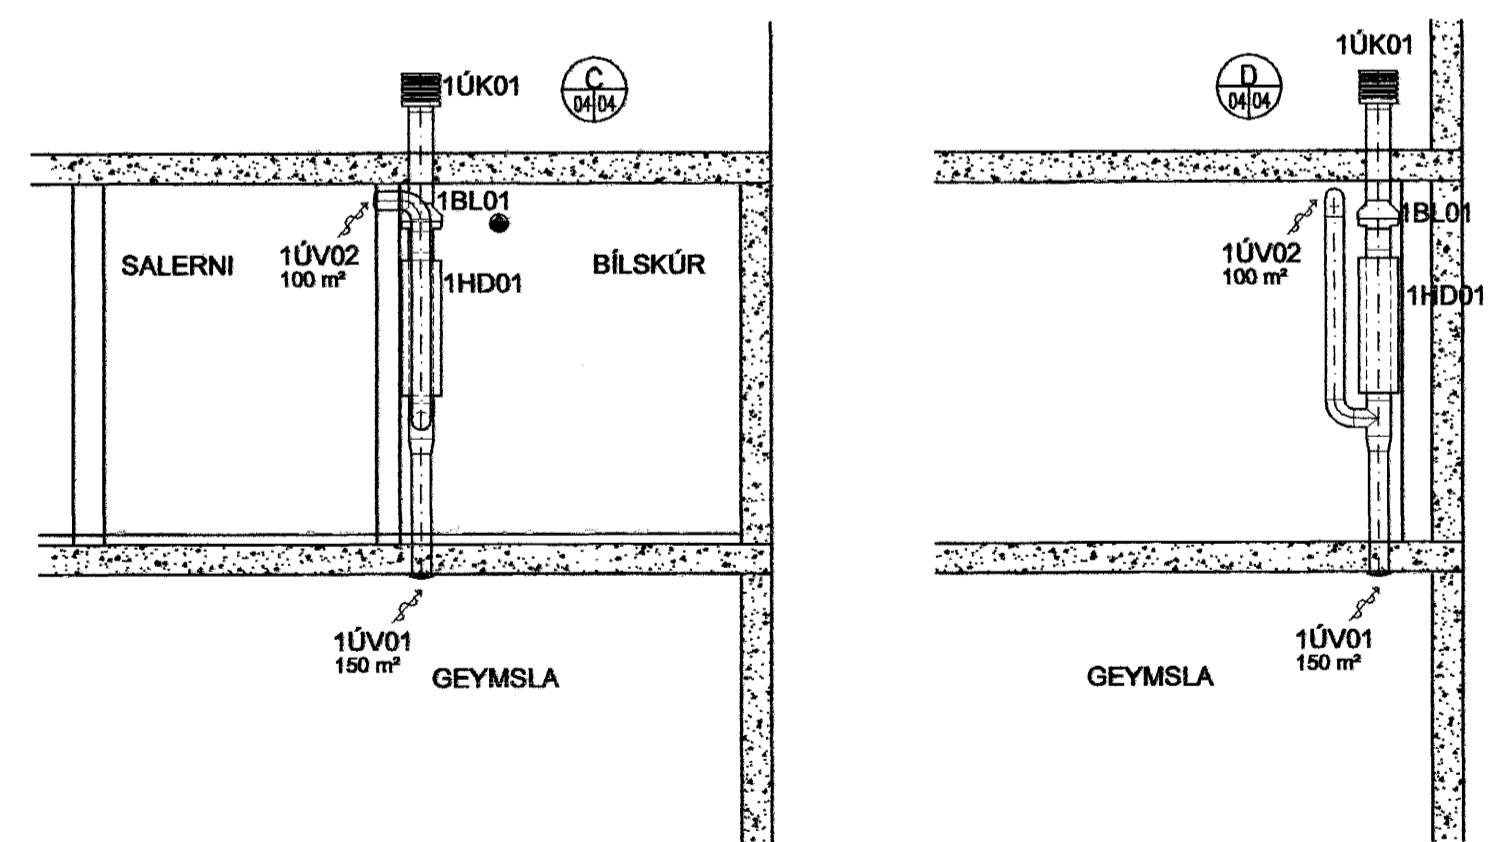 1ÚK01
C
04 04
1BL01
1ÚV02
100 m²
SALERNI
BÍLSKÚR
1HD01
1ÚV01
150 m²
GEYMSLA
1ÚK01
D
04 04
1BL01
1ÚV02
100 m²
1HD01
1ÚV01
150 m²
GEYMSLA